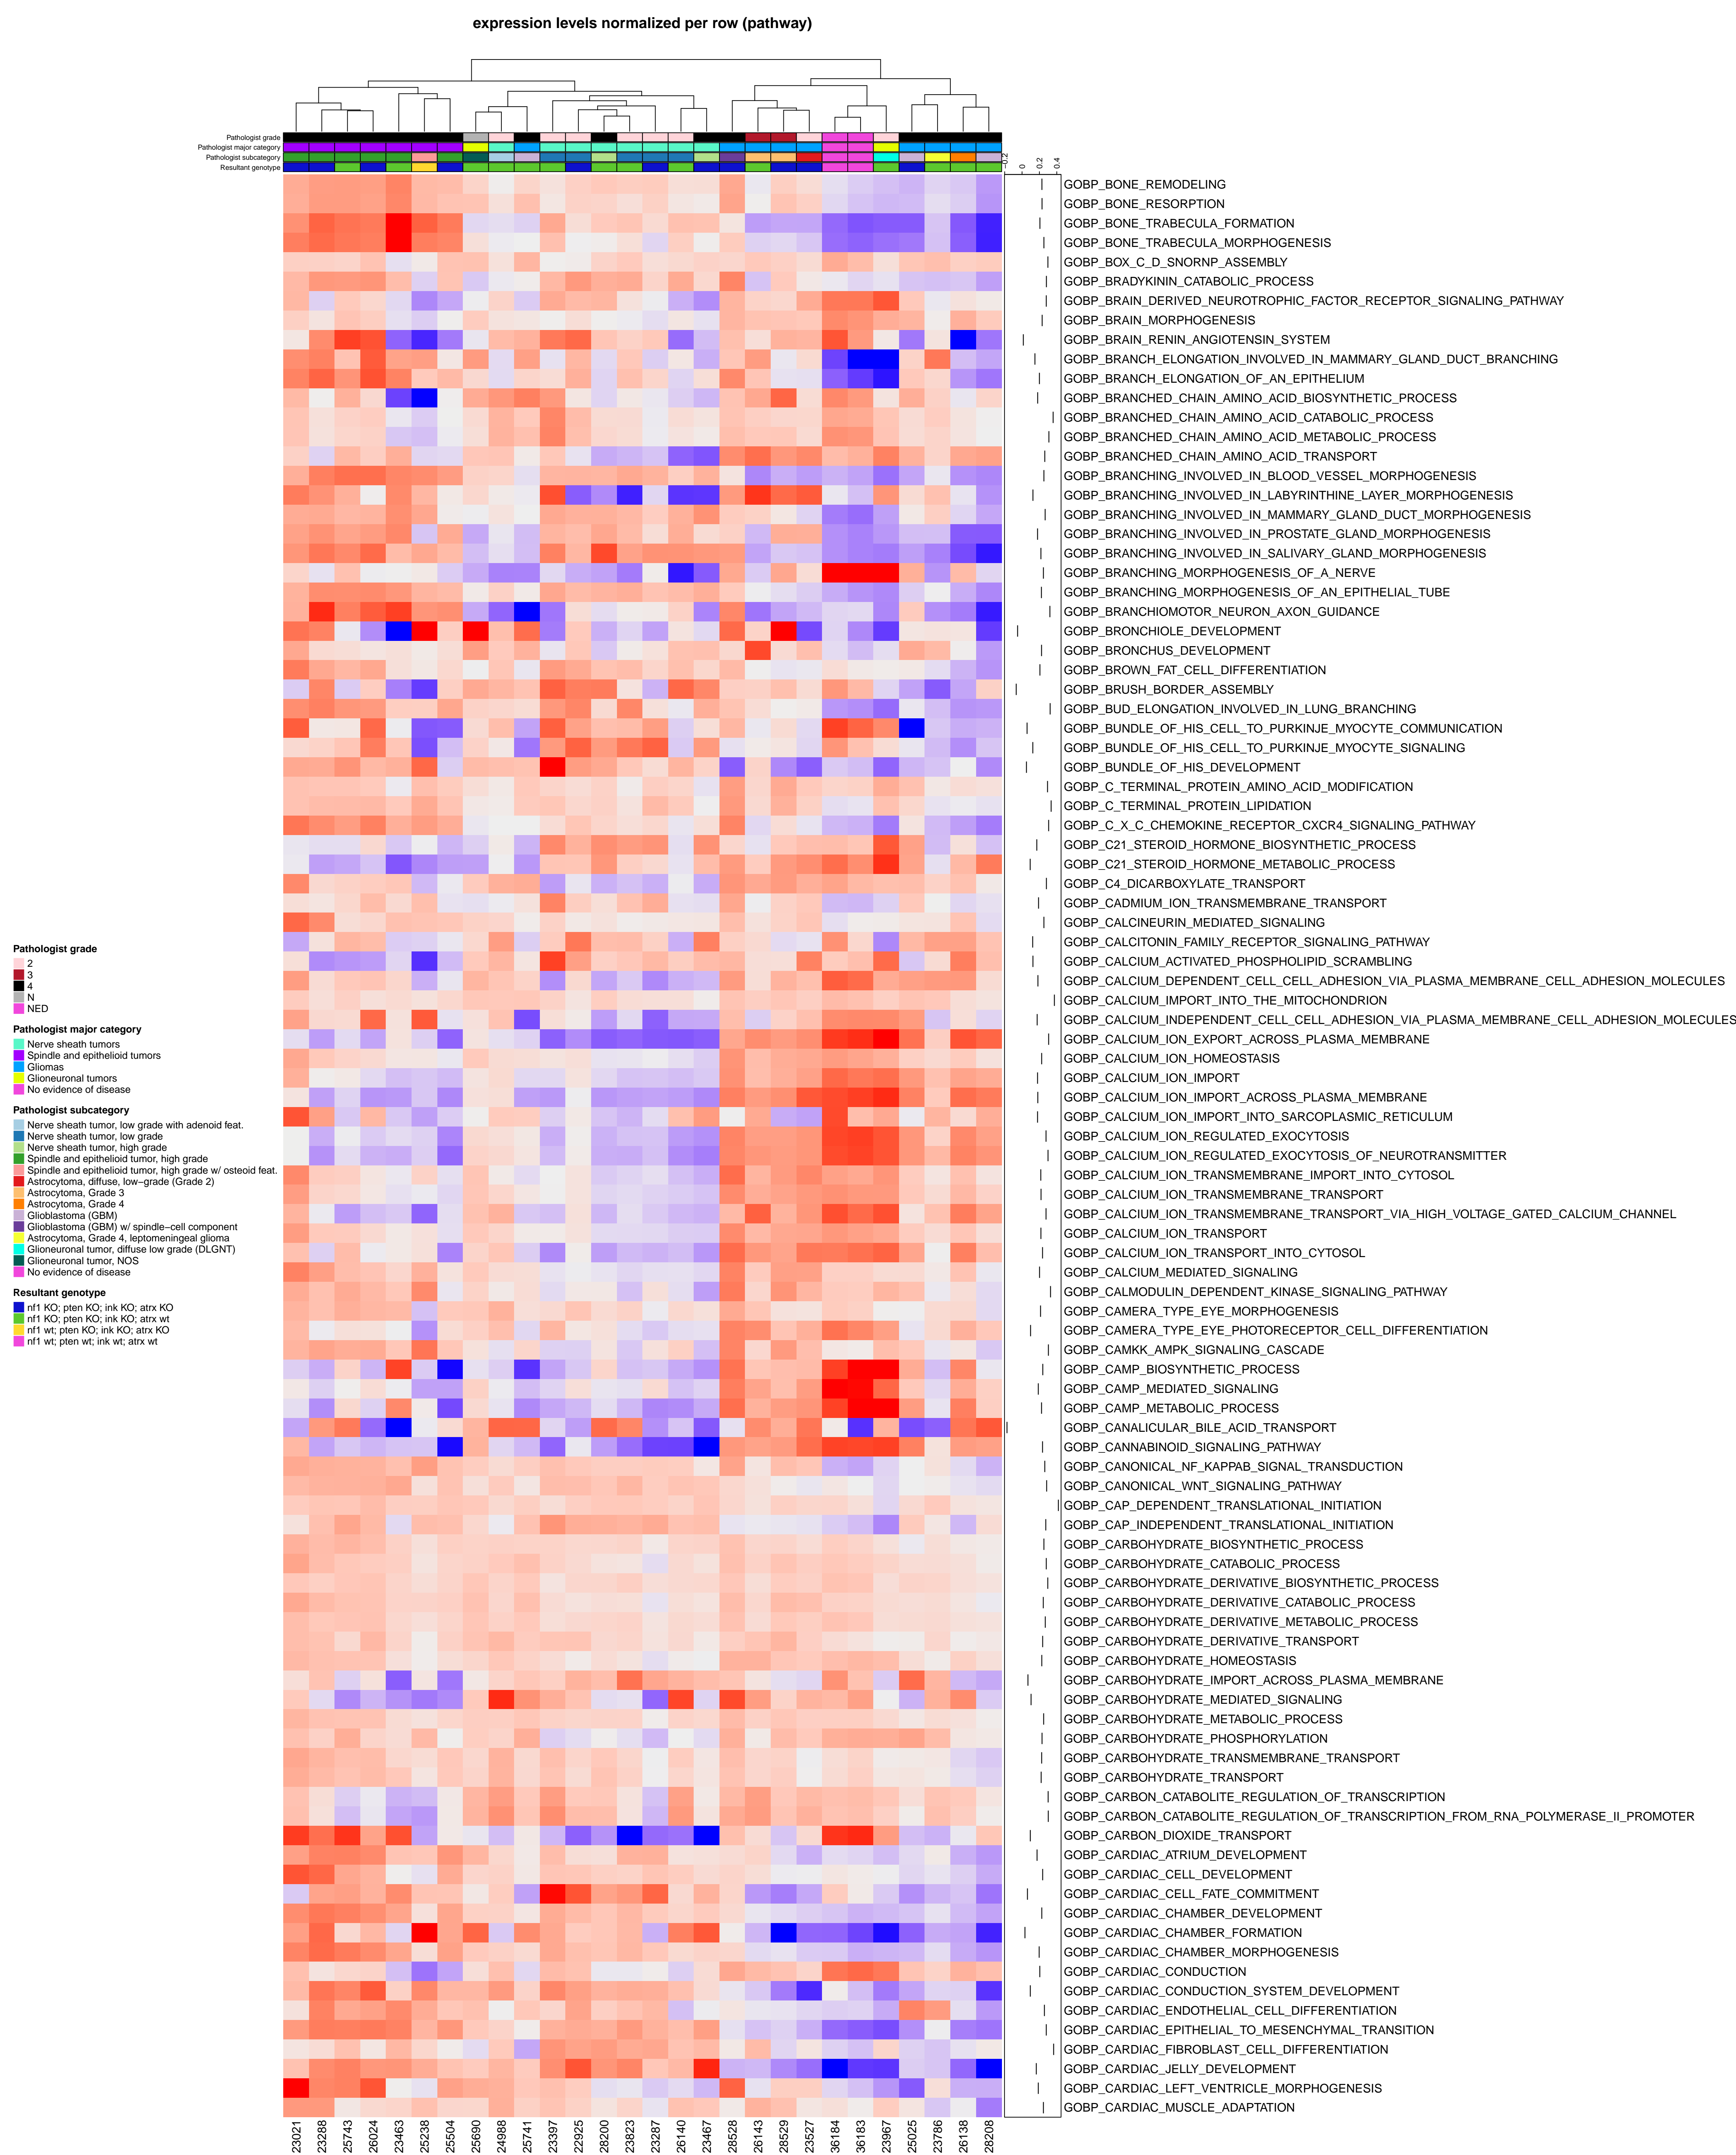 expression levels normalized per row (pathway)
Pathologist grade
Pathologist major category
Pathologist subcategory
Resultant genotype
−0.2
0
0.2
0.4
GOBP_BONE_REMODELING
GOBP_BONE_RESORPTION
GOBP_BONE_TRABECULA_FORMATION
GOBP_BONE_TRABECULA_MORPHOGENESIS
GOBP_BOX_C_D_SNORNP_ASSEMBLY
GOBP_BRADYKININ_CATABOLIC_PROCESS
GOBP_BRAIN_DERIVED_NEUROTROPHIC_FACTOR_RECEPTOR_SIGNALING_PATHWAY
GOBP_BRAIN_MORPHOGENESIS
GOBP_BRAIN_RENIN_ANGIOTENSIN_SYSTEM
GOBP_BRANCH_ELONGATION_INVOLVED_IN_MAMMARY_GLAND_DUCT_BRANCHING
GOBP_BRANCH_ELONGATION_OF_AN_EPITHELIUM
GOBP_BRANCHED_CHAIN_AMINO_ACID_BIOSYNTHETIC_PROCESS
GOBP_BRANCHED_CHAIN_AMINO_ACID_CATABOLIC_PROCESS
GOBP_BRANCHED_CHAIN_AMINO_ACID_METABOLIC_PROCESS
GOBP_BRANCHED_CHAIN_AMINO_ACID_TRANSPORT
GOBP_BRANCHING_INVOLVED_IN_BLOOD_VESSEL_MORPHOGENESIS
GOBP_BRANCHING_INVOLVED_IN_LABYRINTHINE_LAYER_MORPHOGENESIS
GOBP_BRANCHING_INVOLVED_IN_MAMMARY_GLAND_DUCT_MORPHOGENESIS
GOBP_BRANCHING_INVOLVED_IN_PROSTATE_GLAND_MORPHOGENESIS
GOBP_BRANCHING_INVOLVED_IN_SALIVARY_GLAND_MORPHOGENESIS
GOBP_BRANCHING_MORPHOGENESIS_OF_A_NERVE
GOBP_BRANCHING_MORPHOGENESIS_OF_AN_EPITHELIAL_TUBE
GOBP_BRANCHIOMOTOR_NEURON_AXON_GUIDANCE
GOBP_BRONCHIOLE_DEVELOPMENT
GOBP_BRONCHUS_DEVELOPMENT
GOBP_BROWN_FAT_CELL_DIFFERENTIATION
GOBP_BRUSH_BORDER_ASSEMBLY
GOBP_BUD_ELONGATION_INVOLVED_IN_LUNG_BRANCHING
GOBP_BUNDLE_OF_HIS_CELL_TO_PURKINJE_MYOCYTE_COMMUNICATION
GOBP_BUNDLE_OF_HIS_CELL_TO_PURKINJE_MYOCYTE_SIGNALING
GOBP_BUNDLE_OF_HIS_DEVELOPMENT
GOBP_C_TERMINAL_PROTEIN_AMINO_ACID_MODIFICATION
GOBP_C_TERMINAL_PROTEIN_LIPIDATION
GOBP_C_X_C_CHEMOKINE_RECEPTOR_CXCR4_SIGNALING_PATHWAY
GOBP_C21_STEROID_HORMONE_BIOSYNTHETIC_PROCESS
GOBP_C21_STEROID_HORMONE_METABOLIC_PROCESS
GOBP_C4_DICARBOXYLATE_TRANSPORT
GOBP_CADMIUM_ION_TRANSMEMBRANE_TRANSPORT
GOBP_CALCINEURIN_MEDIATED_SIGNALING
GOBP_CALCITONIN_FAMILY_RECEPTOR_SIGNALING_PATHWAY
GOBP_CALCIUM_ACTIVATED_PHOSPHOLIPID_SCRAMBLING
GOBP_CALCIUM_DEPENDENT_CELL_CELL_ADHESION_VIA_PLASMA_MEMBRANE_CELL_ADHESION_MOLECULES
GOBP_CALCIUM_IMPORT_INTO_THE_MITOCHONDRION
GOBP_CALCIUM_INDEPENDENT_CELL_CELL_ADHESION_VIA_PLASMA_MEMBRANE_CELL_ADHESION_MOLECULES
GOBP_CALCIUM_ION_EXPORT_ACROSS_PLASMA_MEMBRANE
GOBP_CALCIUM_ION_HOMEOSTASIS
GOBP_CALCIUM_ION_IMPORT
GOBP_CALCIUM_ION_IMPORT_ACROSS_PLASMA_MEMBRANE
GOBP_CALCIUM_ION_IMPORT_INTO_SARCOPLASMIC_RETICULUM
GOBP_CALCIUM_ION_REGULATED_EXOCYTOSIS
GOBP_CALCIUM_ION_REGULATED_EXOCYTOSIS_OF_NEUROTRANSMITTER
GOBP_CALCIUM_ION_TRANSMEMBRANE_IMPORT_INTO_CYTOSOL
GOBP_CALCIUM_ION_TRANSMEMBRANE_TRANSPORT
GOBP_CALCIUM_ION_TRANSMEMBRANE_TRANSPORT_VIA_HIGH_VOLTAGE_GATED_CALCIUM_CHANNEL
GOBP_CALCIUM_ION_TRANSPORT
GOBP_CALCIUM_ION_TRANSPORT_INTO_CYTOSOL
GOBP_CALCIUM_MEDIATED_SIGNALING
GOBP_CALMODULIN_DEPENDENT_KINASE_SIGNALING_PATHWAY
GOBP_CAMERA_TYPE_EYE_MORPHOGENESIS
GOBP_CAMERA_TYPE_EYE_PHOTORECEPTOR_CELL_DIFFERENTIATION
GOBP_CAMKK_AMPK_SIGNALING_CASCADE
GOBP_CAMP_BIOSYNTHETIC_PROCESS
GOBP_CAMP_MEDIATED_SIGNALING
GOBP_CAMP_METABOLIC_PROCESS
GOBP_CANALICULAR_BILE_ACID_TRANSPORT
GOBP_CANNABINOID_SIGNALING_PATHWAY
GOBP_CANONICAL_NF_KAPPAB_SIGNAL_TRANSDUCTION
GOBP_CANONICAL_WNT_SIGNALING_PATHWAY
GOBP_CAP_DEPENDENT_TRANSLATIONAL_INITIATION
GOBP_CAP_INDEPENDENT_TRANSLATIONAL_INITIATION
GOBP_CARBOHYDRATE_BIOSYNTHETIC_PROCESS
GOBP_CARBOHYDRATE_CATABOLIC_PROCESS
GOBP_CARBOHYDRATE_DERIVATIVE_BIOSYNTHETIC_PROCESS
GOBP_CARBOHYDRATE_DERIVATIVE_CATABOLIC_PROCESS
GOBP_CARBOHYDRATE_DERIVATIVE_METABOLIC_PROCESS
GOBP_CARBOHYDRATE_DERIVATIVE_TRANSPORT
GOBP_CARBOHYDRATE_HOMEOSTASIS
GOBP_CARBOHYDRATE_IMPORT_ACROSS_PLASMA_MEMBRANE
GOBP_CARBOHYDRATE_MEDIATED_SIGNALING
GOBP_CARBOHYDRATE_METABOLIC_PROCESS
GOBP_CARBOHYDRATE_PHOSPHORYLATION
GOBP_CARBOHYDRATE_TRANSMEMBRANE_TRANSPORT
GOBP_CARBOHYDRATE_TRANSPORT
GOBP_CARBON_CATABOLITE_REGULATION_OF_TRANSCRIPTION
GOBP_CARBON_CATABOLITE_REGULATION_OF_TRANSCRIPTION_FROM_RNA_POLYMERASE_II_PROMOTER
GOBP_CARBON_DIOXIDE_TRANSPORT
GOBP_CARDIAC_ATRIUM_DEVELOPMENT
GOBP_CARDIAC_CELL_DEVELOPMENT
GOBP_CARDIAC_CELL_FATE_COMMITMENT
GOBP_CARDIAC_CHAMBER_DEVELOPMENT
GOBP_CARDIAC_CHAMBER_FORMATION
GOBP_CARDIAC_CHAMBER_MORPHOGENESIS
GOBP_CARDIAC_CONDUCTION
GOBP_CARDIAC_CONDUCTION_SYSTEM_DEVELOPMENT
GOBP_CARDIAC_ENDOTHELIAL_CELL_DIFFERENTIATION
GOBP_CARDIAC_EPITHELIAL_TO_MESENCHYMAL_TRANSITION
GOBP_CARDIAC_FIBROBLAST_CELL_DIFFERENTIATION
GOBP_CARDIAC_JELLY_DEVELOPMENT
GOBP_CARDIAC_LEFT_VENTRICLE_MORPHOGENESIS
GOBP_CARDIAC_MUSCLE_ADAPTATION
Pathologist grade
2
3
4
N
NED
Pathologist major category
Nerve sheath tumors
Spindle and epithelioid tumors
Gliomas
Glioneuronal tumors
No evidence of disease
Pathologist subcategory
Nerve sheath tumor, low grade with adenoid feat.
Nerve sheath tumor, low grade
Nerve sheath tumor, high grade
Spindle and epithelioid tumor, high grade
Spindle and epithelioid tumor, high grade w/ osteoid feat.
Astrocytoma, diffuse, low−grade (Grade 2)
Astrocytoma, Grade 3
Astrocytoma, Grade 4
Glioblastoma (GBM)
Glioblastoma (GBM) w/ spindle−cell component
Astrocytoma, Grade 4, leptomeningeal glioma
Glioneuronal tumor, diffuse low grade (DLGNT)
Glioneuronal tumor, NOS
No evidence of disease
Resultant genotype
nf1 KO; pten KO; ink KO; atrx KO
nf1 KO; pten KO; ink KO; atrx wt
nf1 wt; pten KO; ink KO; atrx KO
nf1 wt; pten wt; ink wt; atrx wt
23021
23288
25743
26024
23463
25238
25504
25690
24988
25741
23397
22925
28200
23823
23287
26140
23467
28528
26143
28529
23527
36184
36183
23967
25025
23786
26138
28208